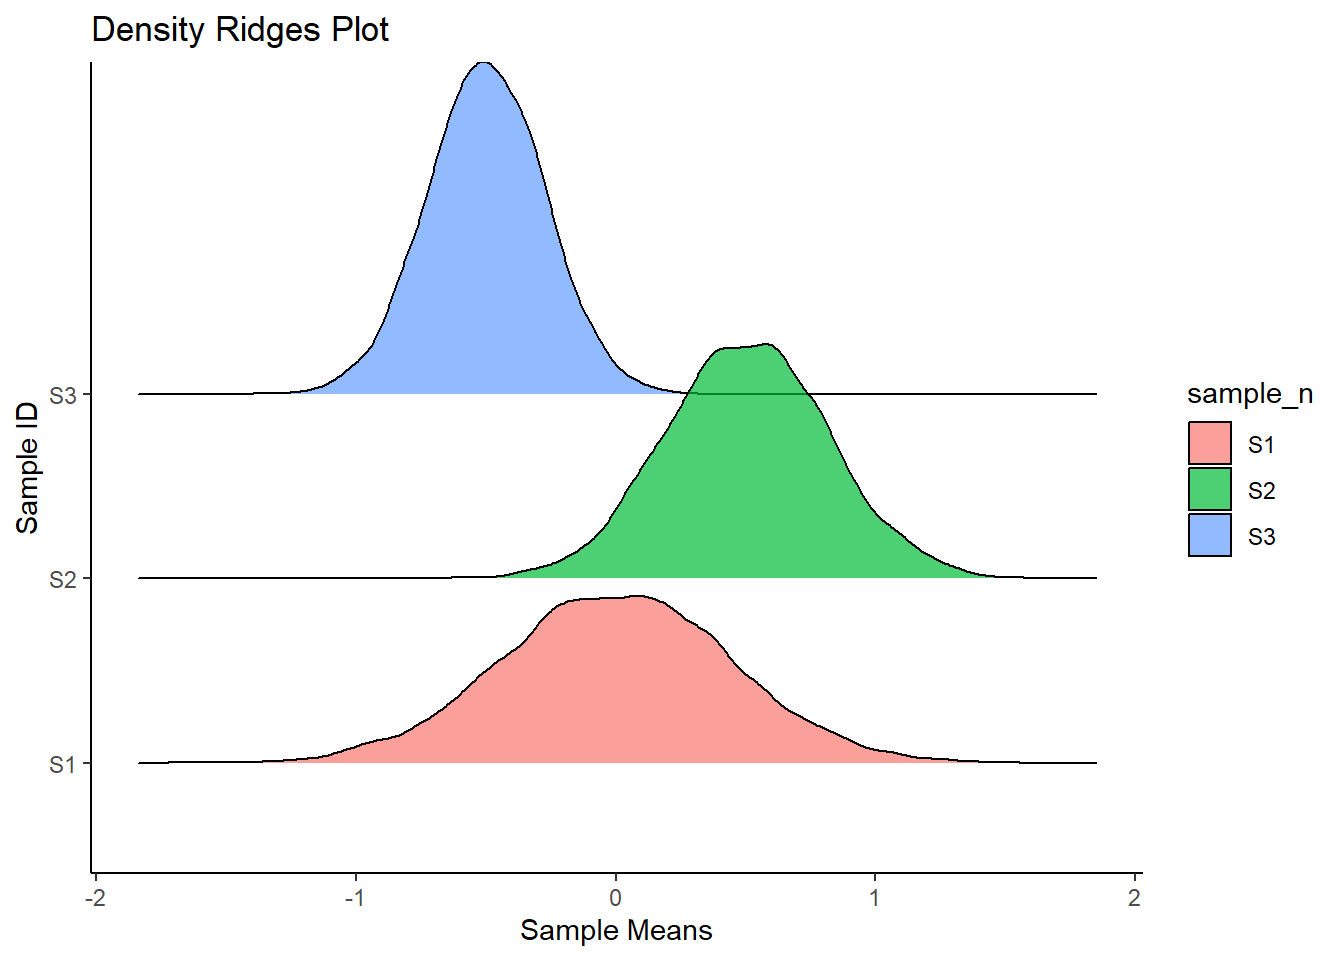 Density Ridges Plot
Sample ID
S3
S2
S1
-2 -1 0 1 2
Sample Means
sample_n
S1
S2
S3